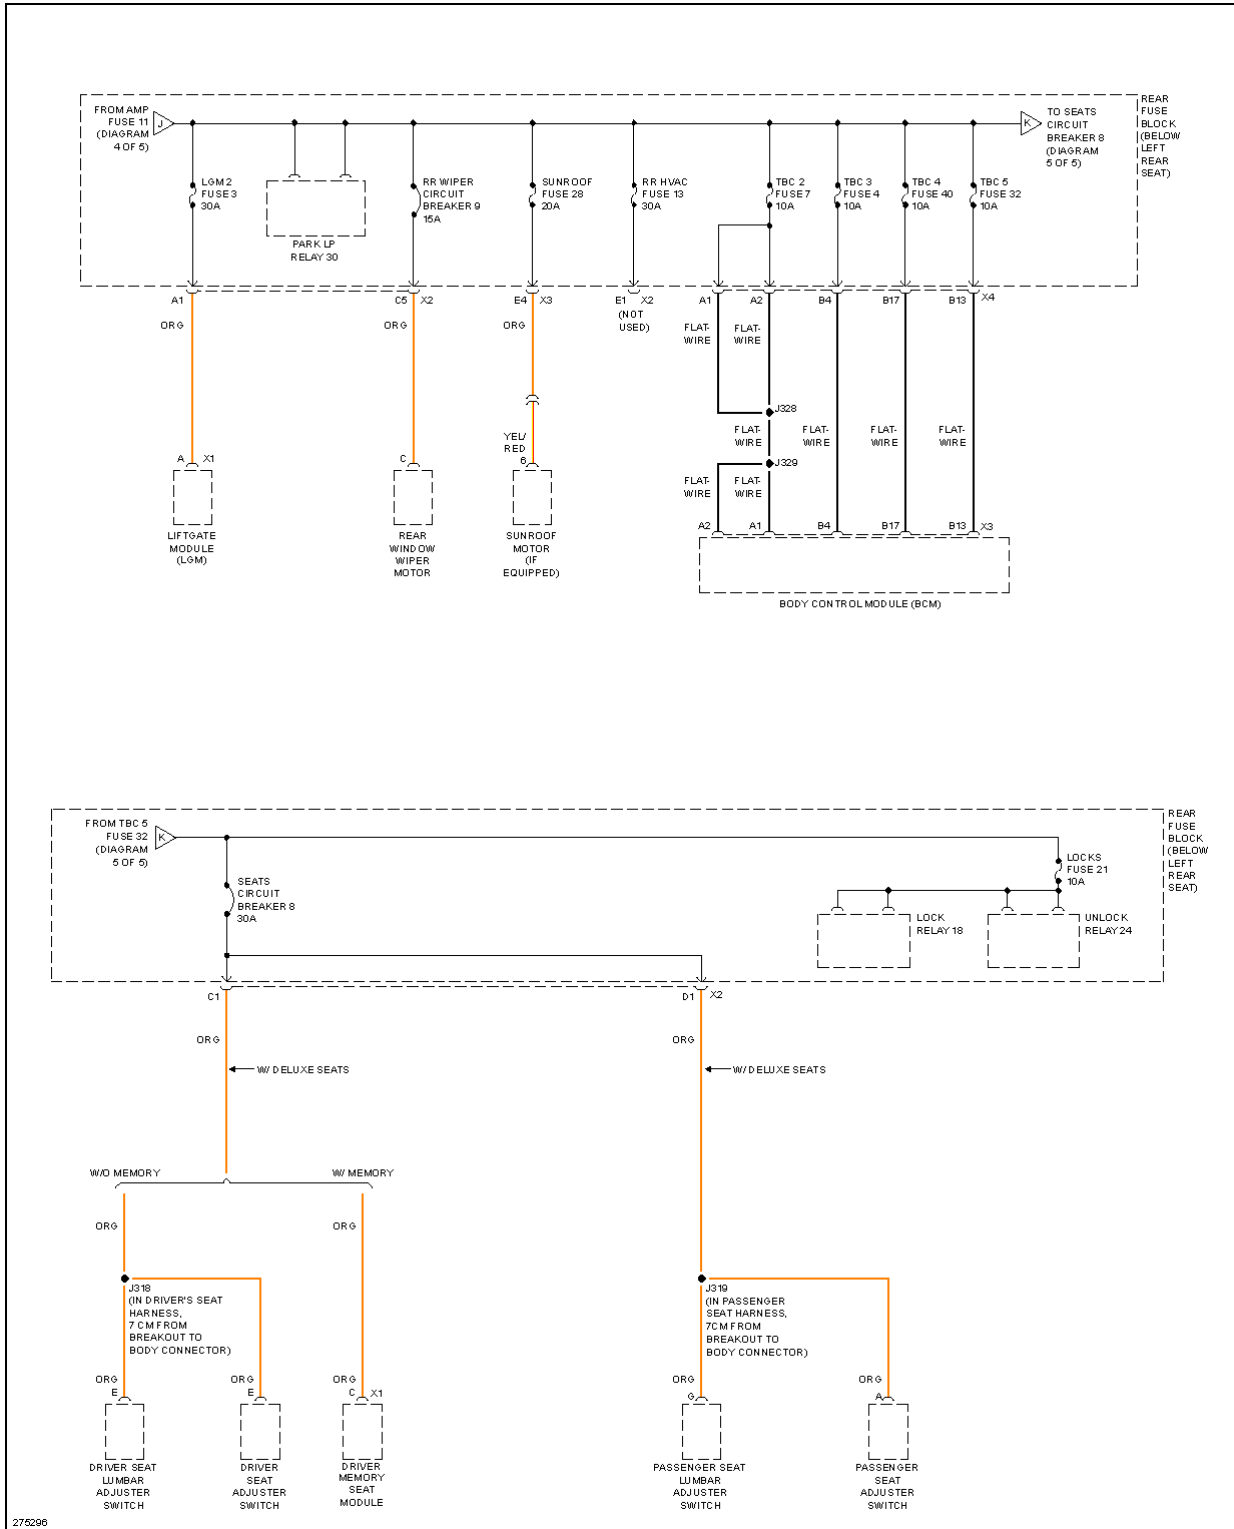 FROM AMP
FUSE 11
(DIAGRAM
4 OF 5)
J
K
TO SEATS
CIRCUIT
BREAKER 8
(DIAGRAM
5 OF 5)
REAR
FUSE
BLOCK
(BELOW
LEFT
REAR
SEAT)
LGM 2
FUSE 3
30A
PARK LP
RELAY 30
RR WIPER
CIRCUIT
BREAKER 9
15A
SUNROOF
FUSE 28
20A
RR HVAC
FUSE 13
30A
TBC 2
FUSE 7
10A
TBC 3
FUSE 4
10A
TBC 4
FUSE 40
10A
TBC 5
FUSE 32
10A
A1 C5 X2 E4 X3 E1 X2 A1 A2 B4 B17 B13 X4
(NOT
USED)
ORG ORG ORG
FLAT-
WIRE
FLAT-
WIRE
J328
YEL/
RED
6
FLAT-
WIRE
FLAT-
WIRE
FLAT-
WIRE
FLAT-
WIRE
J329
A X1
C
FLAT-
WIRE
FLAT-
WIRE
A2 A1 B4 B17 B13 X3
LIFTGATE
MODULE
(LGM)
REAR
WINDOW
WIPER
MOTOR
SUNROOF
MOTOR
(IF
EQUIPPED)
BODY CONTROL MODULE (BCM)
FROM TBC 5
FUSE 32
(DIAGRAM
5 OF 5)
K
REAR
FUSE
BLOCK
(BELOW
LEFT
REAR
SEAT)
SEATS
CIRCUIT
BREAKER 8
30A
LOCKS
FUSE 21
10A
LOCK
RELAY 18
UNLOCK
RELAY 24
C1 D1 X2
ORG ORG
W/ DELUXE SEATS
W/ DELUXE SEATS
W/O MEMORY
W/ MEMORY
ORG ORG
J318
(IN DRIVER'S SEAT
HARNESS,
7 CM FROM
BREAKOUT TO
BODY CONNECTOR)
J319
(IN PASSENGER
SEAT HARNESS,
7CM FROM
BREAKOUT TO
BODY CONNECTOR)
ORG ORG ORG ORG ORG
E E C X1 G A
DRIVER SEAT
LUMBAR
ADJUSTER
SWITCH
DRIVER
SEAT
ADJUSTER
SWITCH
DRIVER
MEMORY
SEAT
MODULE
PASSENGER SEAT
LUMBAR
ADJUSTER
SWITCH
PASSENGER
SEAT
ADJUSTER
SWITCH
275296